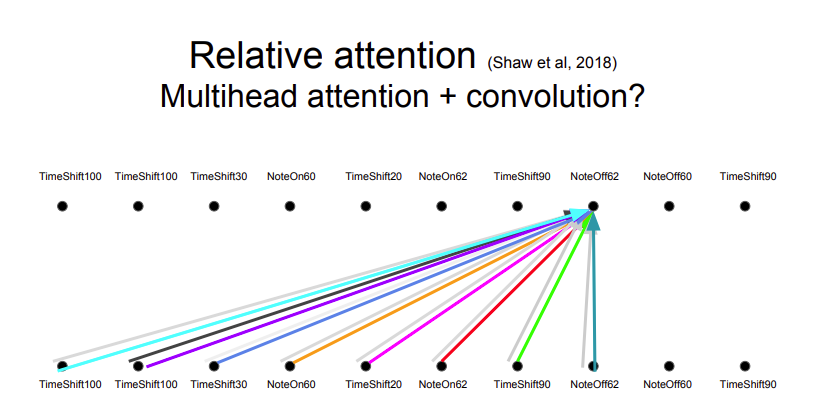 Relative attention (Shaw et al, 2018)
Multihead attention + convolution?
TimeShift100 TimeShift100 TimeShift30 NoteOn60 TimeShift20 NoteOn62 TimeShift90 NoteOff62 NoteOff60 TimeShift90
TimeShift100 TimeShift100 TimeShift30 NoteOn60 TimeShift20 NoteOn62 TimeShift90 NoteOff62 NoteOff60 TimeShift90